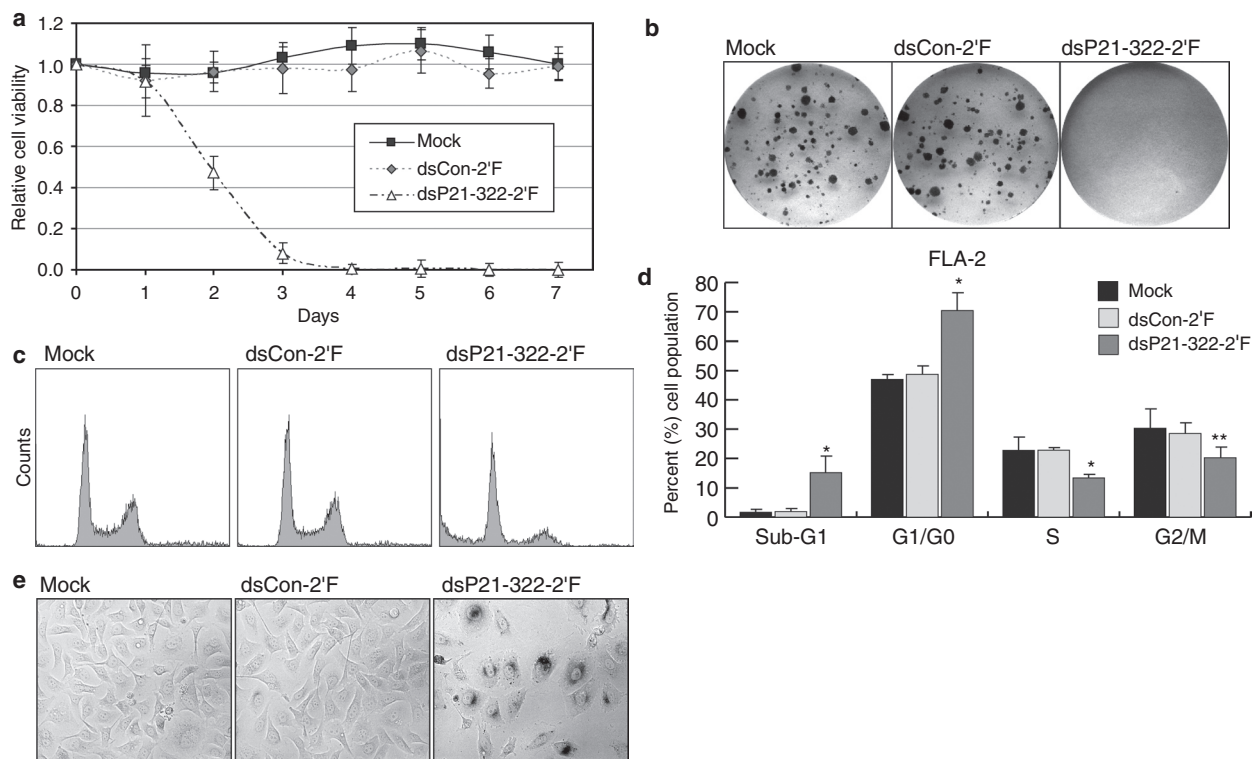 a
1.2
1.0
0.8
0.6
0.4
0.2
0.0
0 1 2 3 4 5 6 7
Relative cell viability
Days
Mock
dsCon-2'F
dsP21-322-2'F
b
Mock dsCon-2'F dsP21-322-2'F
c
Mock dsCon-2'F dsP21-322-2'F
Counts
FLA-2
d
80
70
60
50
40
30
20
10
0
Percent (%) cell population
Mock
dsCon-2'F
dsP21-322-2'F
* * * **
Sub-G1 G1/G0 S G2/M
e
Mock dsCon-2'F dsP21-322-2'F